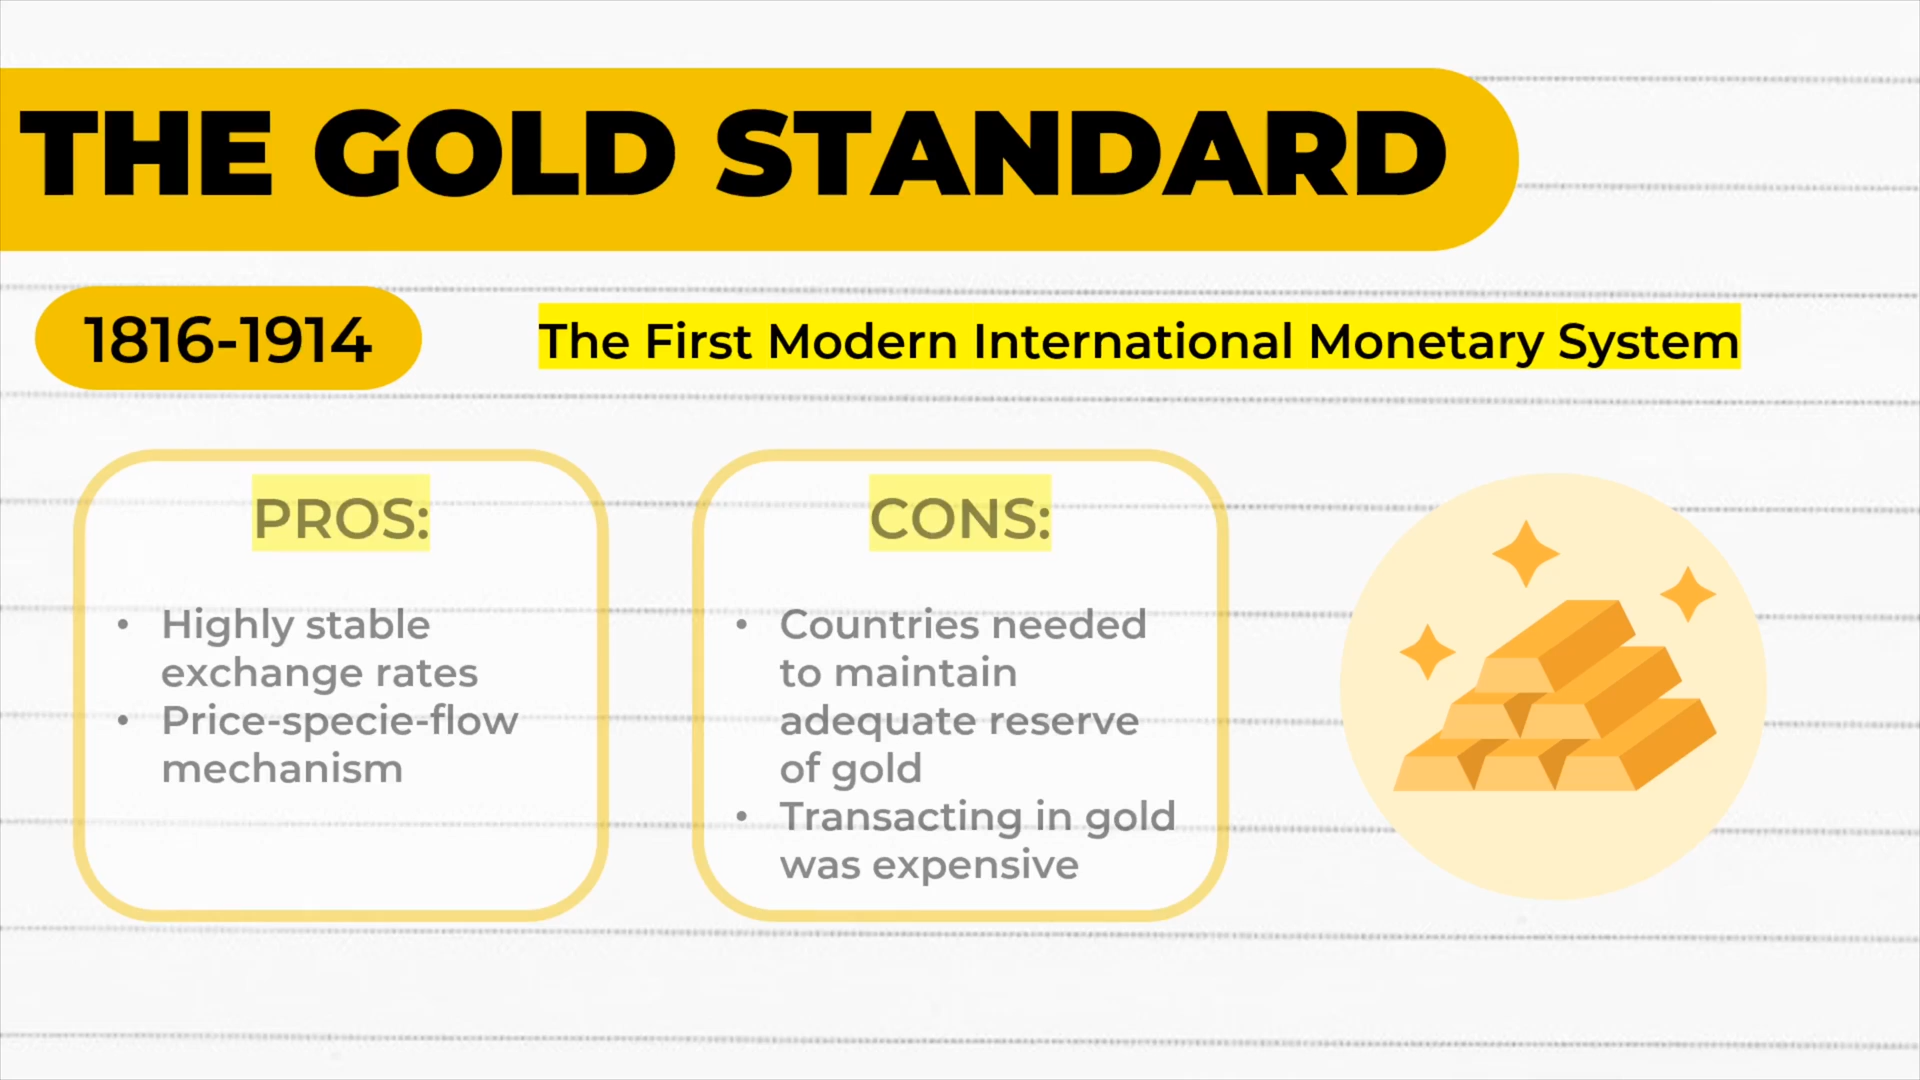 THE GOLD STANDARD
1816-1914
The First Modern International Monetary System
PROS:
• Highly stable
exchange rates
• Price-specie-flow
mechanism
CONS:
• Countries needed
to maintain
adequate reserve
of gold
• Transacting in gold
was expensive